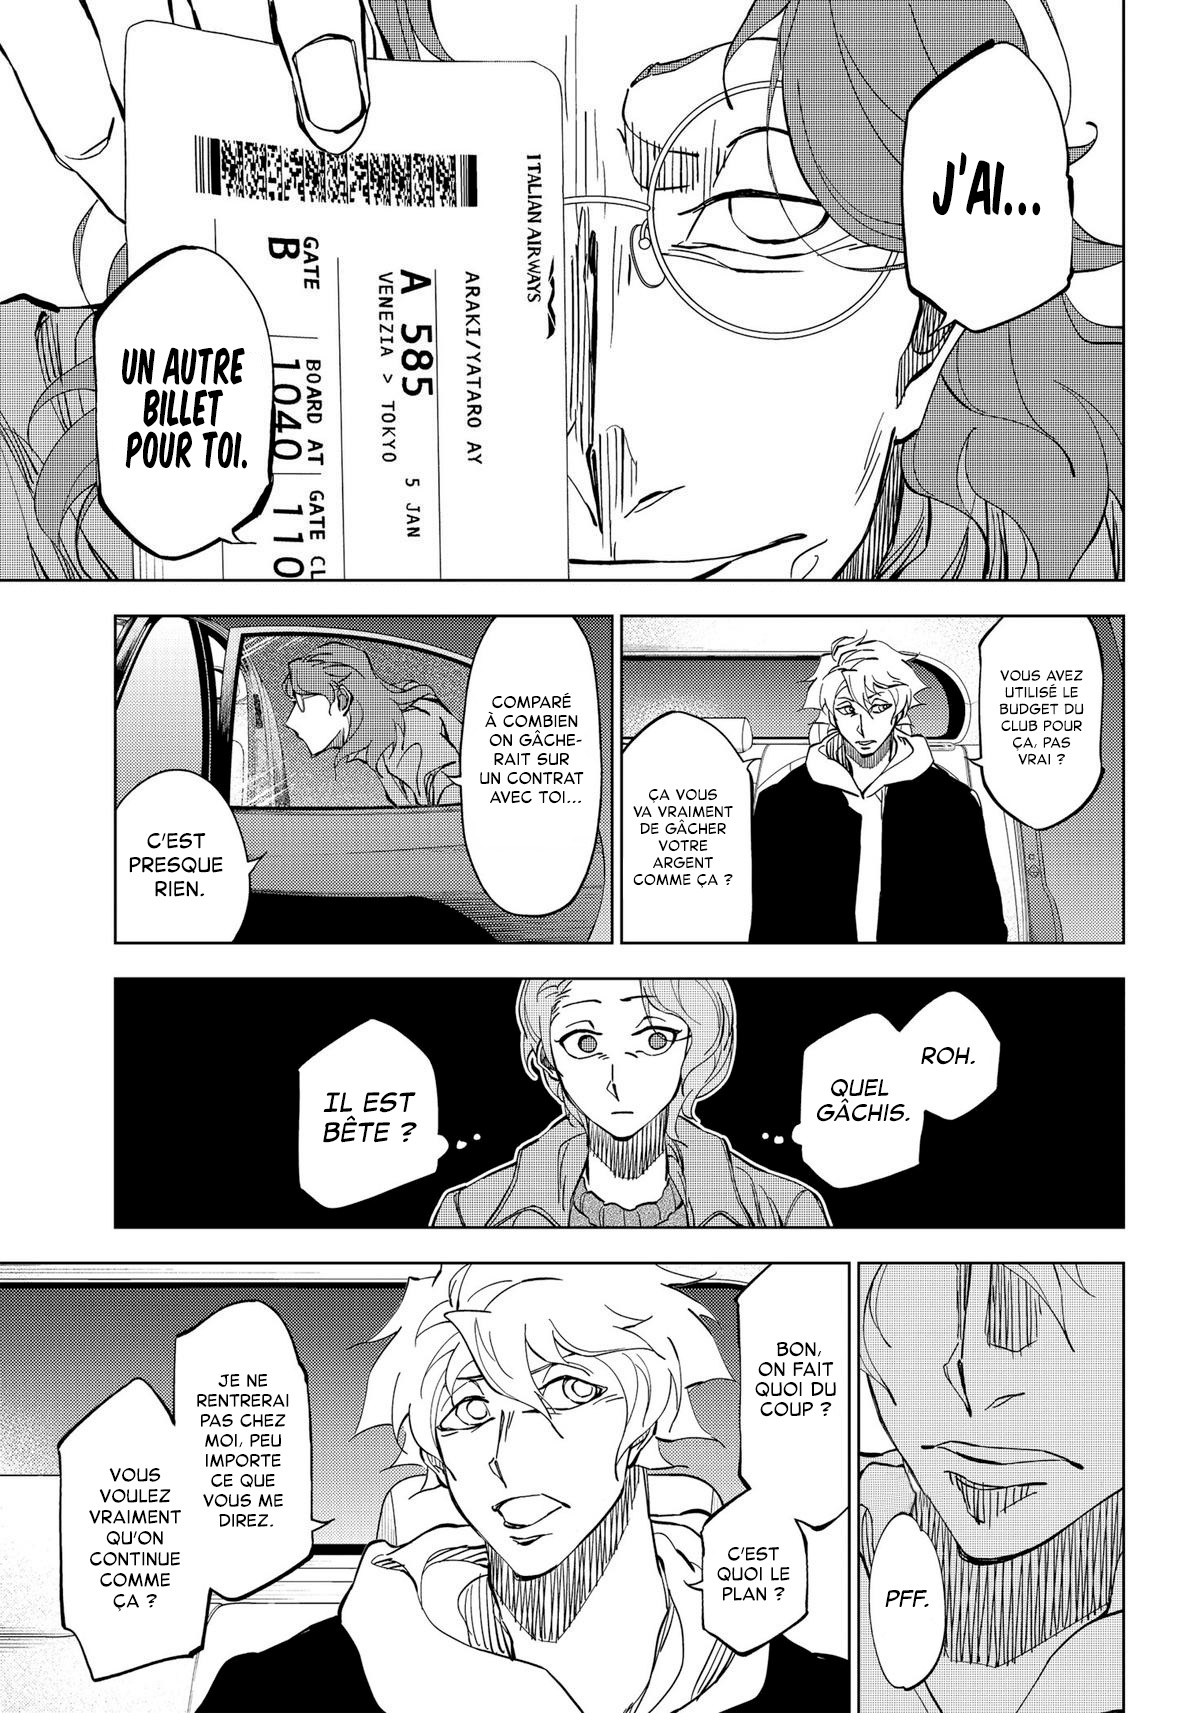 J'AI...
ITALIAN AIRWAYS
ARAKI/YATARO AY
A 585
VENEZIA > TOKYO
5 JAN
GATE
B
BOARD AT
1040
GATE CL
110
UN AUTRE
BILLET
POUR TOI.
VOUS AVEZ
UTILISÉ LE
BUDGET DU
CLUB POUR
ÇA, PAS
VRAI ?
ÇA VOUS
VA VRAIMENT
DE GÂCHER
VOTRE
ARGENT
COMME ÇA ?
COMPARÉ
À COMBIEN
ON GÂCHE-
RAIT SUR
UN CONTRAT
AVEC TOI...
C'EST
PRESQUE
RIEN.
ROH.
QUEL
GÂCHIS.
IL EST
BÊTE ?
PFF.
BON,
ON FAIT
QUOI DU
COUP ?
C'EST
QUOI LE
PLAN ?
JE NE
RENTRERAI
PAS CHEZ
MOI, PEU
IMPORTE
CE QUE
VOUS ME
DIREZ.
VOUS
VOULEZ
VRAIMENT
QU'ON
CONTINUE
COMME
ÇA ?